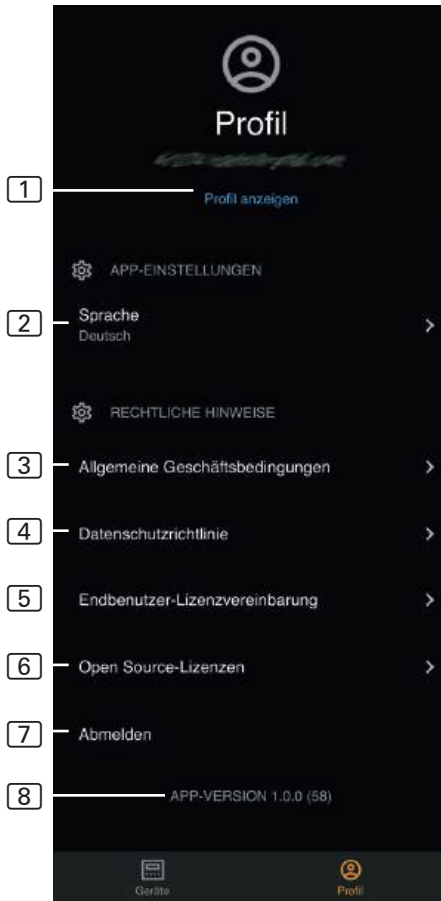 Profil
1
Profil anzeigen
APP-EINSTELLUNGEN
2
Sprache
Deutsch
RECHTLICHE HINWEISE
3
Allgemeine Geschäftsbedingungen
4
Datenschutzrichtlinie
5
Endbenutzer-Lizenzvereinbarung
6
Open Source-Lizenzen
7
Abmelden
8
APP-VERSION 1.0.0 (58)
Geräte
Profil